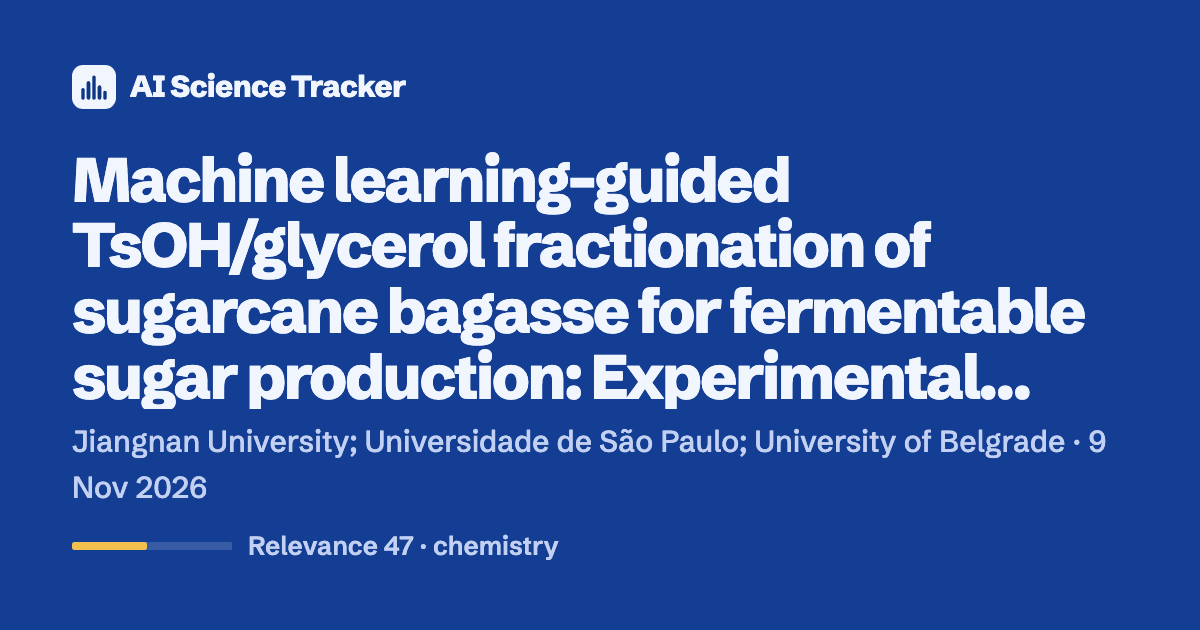 AI Science Tracker
Machine learning-guided
TsOH/glycerol fractionation of
sugarcane bagasse for fermentable
sugar production: Experimental...
Jiangnan University; Universidade de São Paulo; University of Belgrade · 9
Nov 2026
Relevance 47 · chemistry